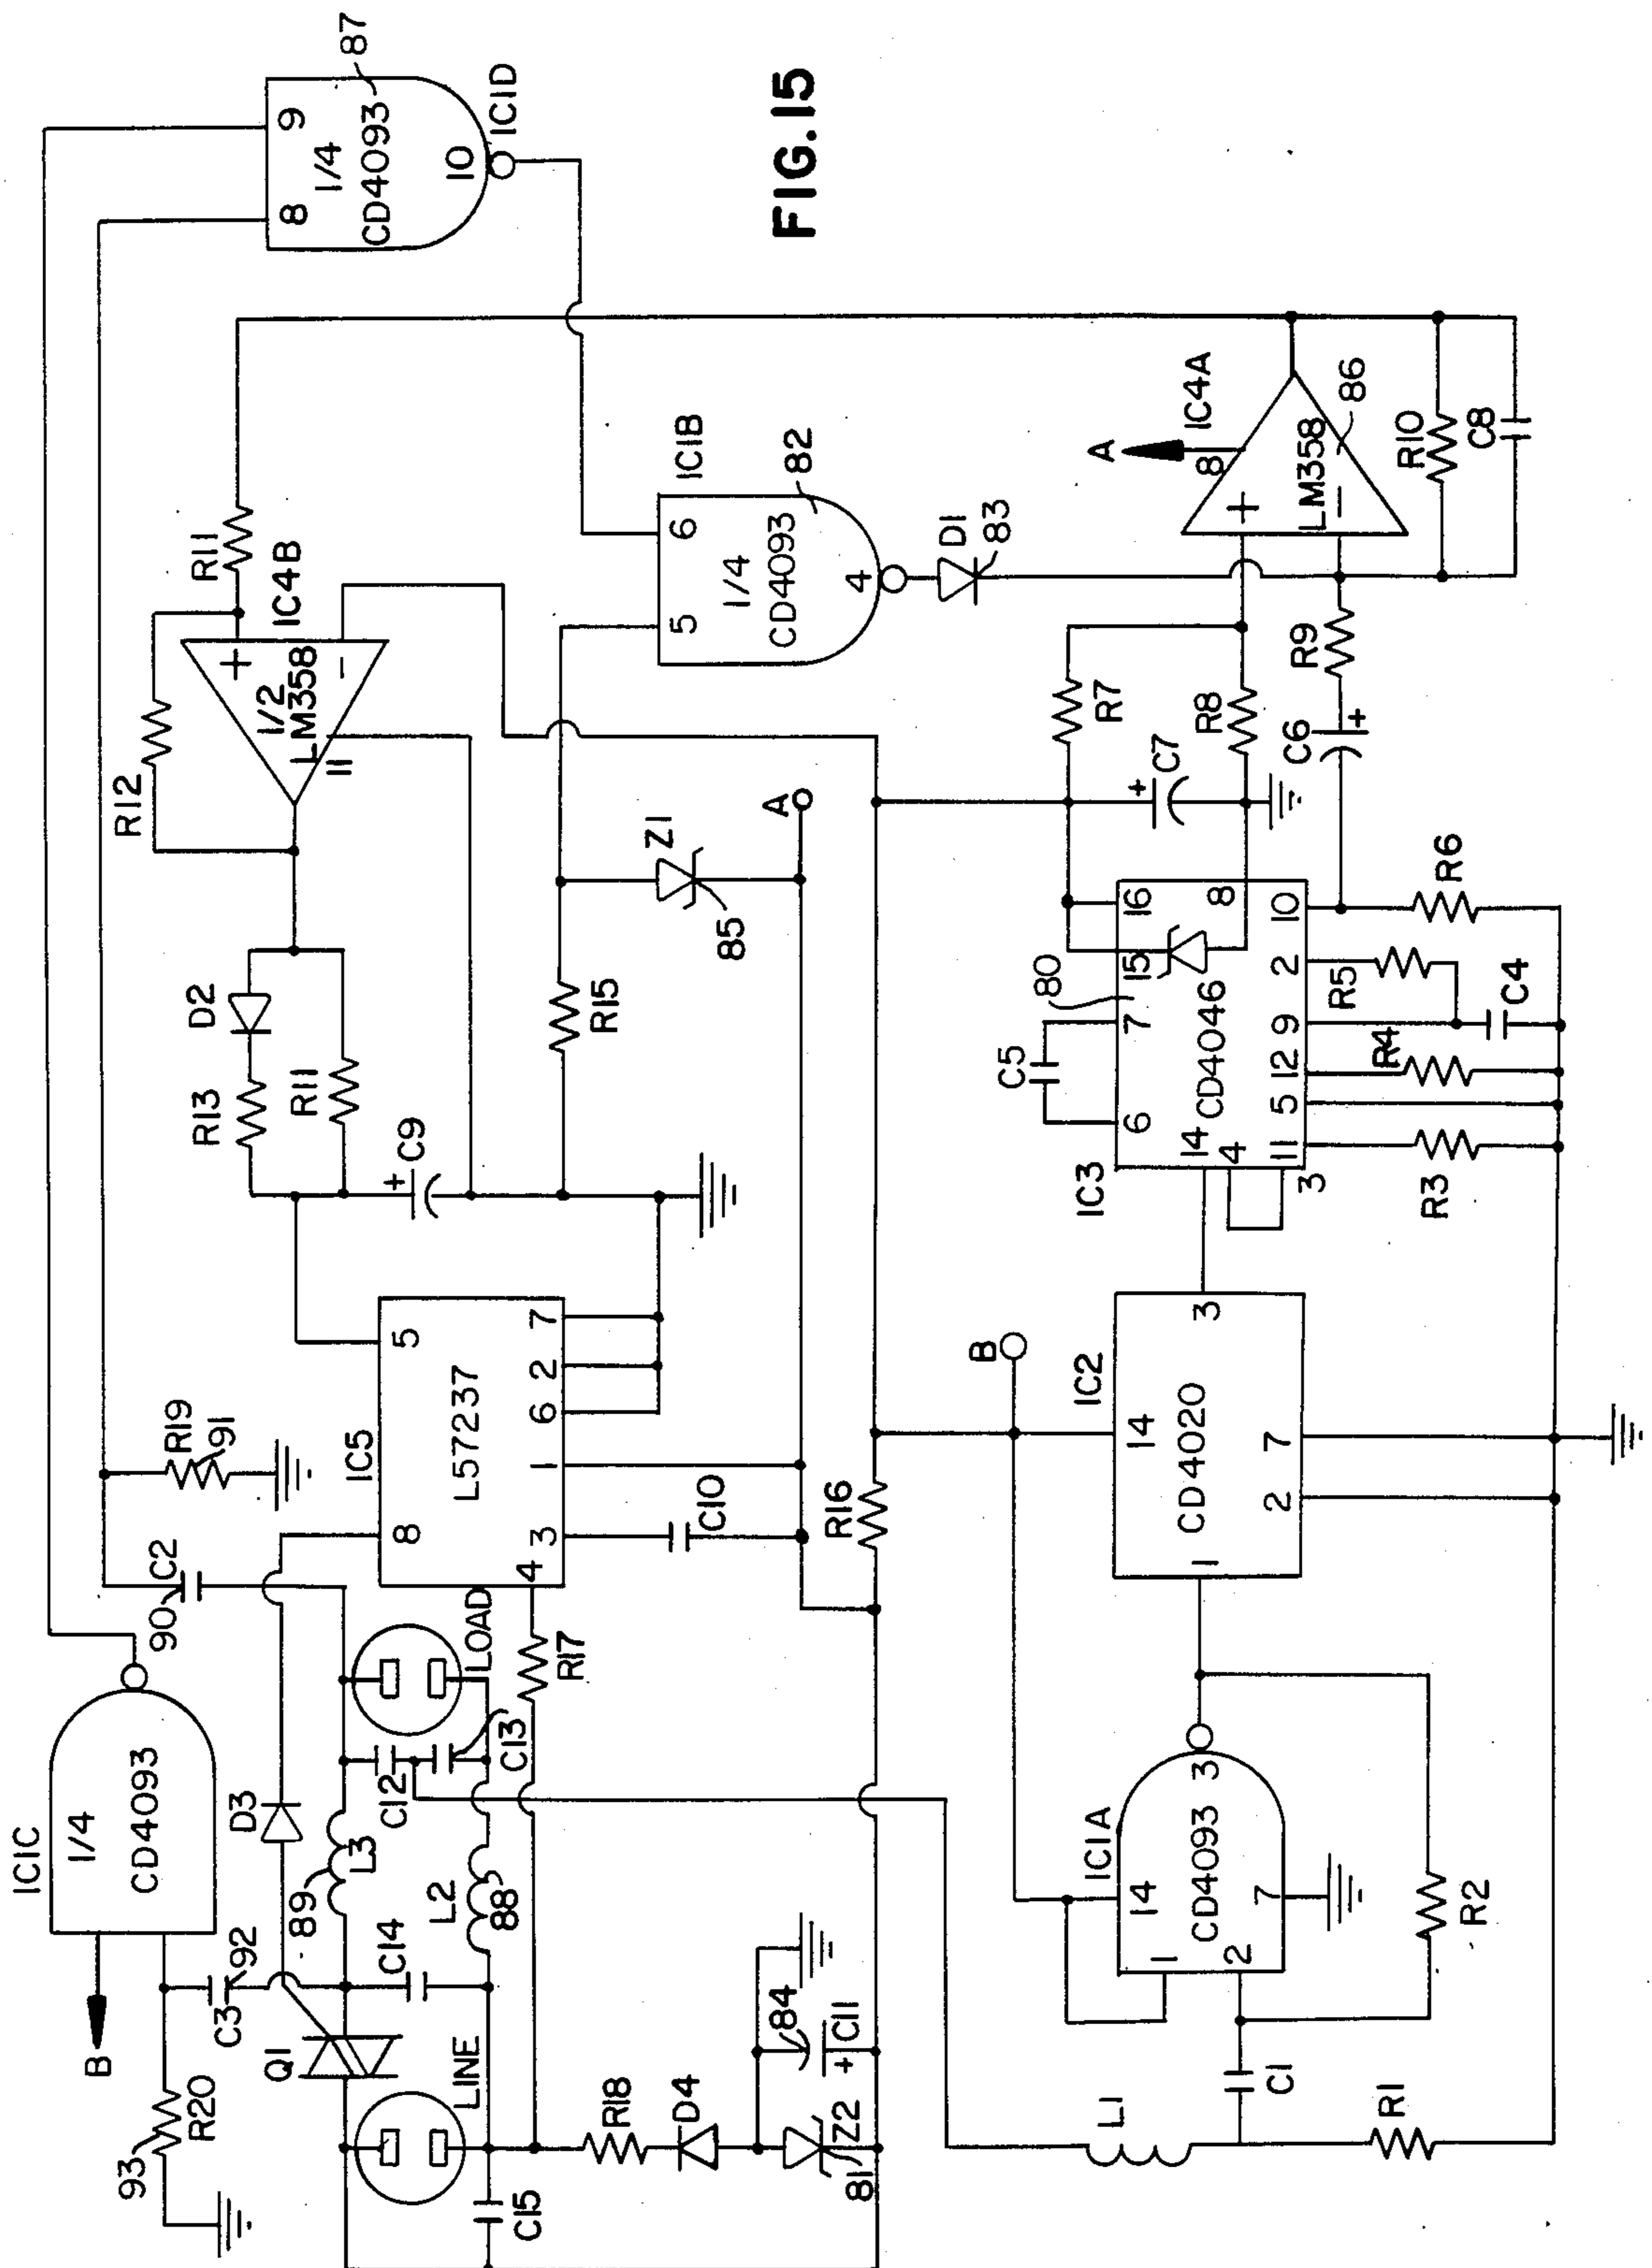 FIG.15
IC1C
1/4
CD4093
B
R20
93
C3
92
Q1
D3
90
C2
R19
91
89
L3
C14
L2
88
C12
C13
LOAD
LINE
C15
R18
D4
84
C11
+
Z2
81
R17
IC5
L57237
8
5
4
3
1
6
2
7
C10
R16
R13
D2
R11
C9
+
R12
1/2
LM358
11
+
-
IC4B
R11
R15
Z1
85
A
8
9
1/4
CD4093
10
87
IC1D
IC1B
5
6
1/4
CD4093
4
82
D1
83
A
8
IC4A
+
LM358
-
86
R10
C8
R7
R8
R9
C7
+
C6
+
80
C5
IC3
CD4046
6
7
15
16
8
14
4
3
11
5
12
9
2
10
R3
R4
R5
C4
R6
B
IC2
CD4020
14
1
3
2
7
IC1A
CD4093
14
1
2
3
7
R2
C1
L1
R1